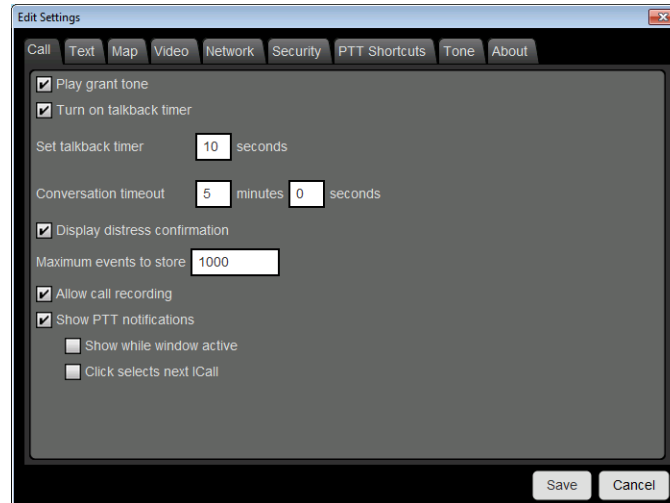 Edit Settings
Call Text Map Video Network Security PTT Shortcuts Tone About
Play grant tone
Turn on talkback timer
Set talkback timer 10 seconds
Conversation timeout 5 minutes 0 seconds
Display distress confirmation
Maximum events to store 1000
Allow call recording
Show PTT notifications
Show while window active
Click selects next ICall
Save Cancel